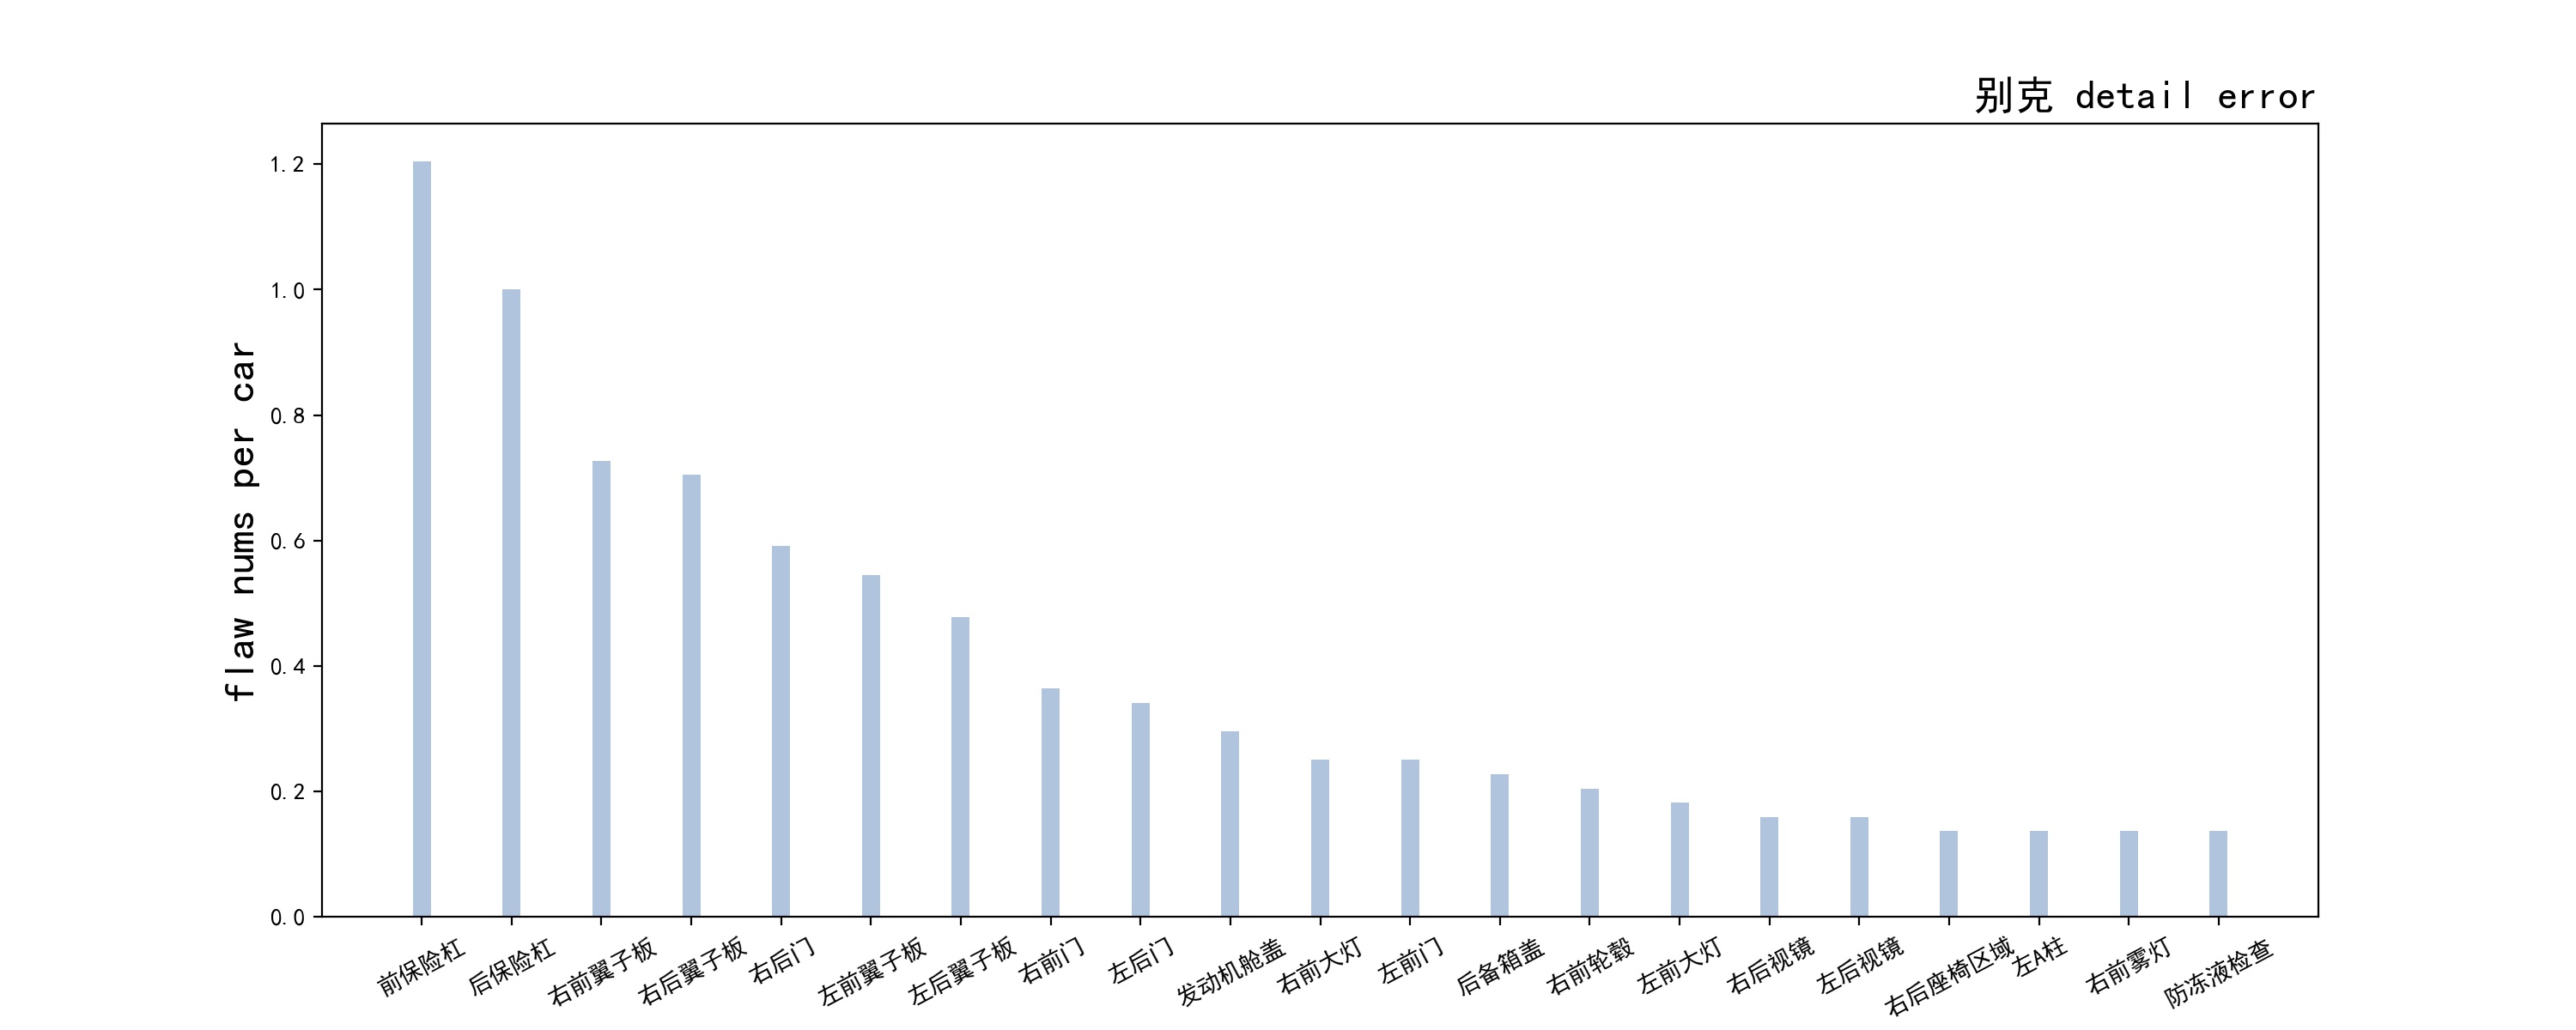 别克 detail error
flaw nums per car
1.2
1.0
0.8
0.6
0.4
0.2
0.0
前保险杠
后保险杠
右前翼子板
右后翼子板
右后门
左前翼子板
左后翼子板
右前门
左后门
发动机舱盖
右前大灯
左前门
后备箱盖
右前轮毂
左前大灯
右后视镜
左后视镜
右后座椅区域
左A柱
右前雾灯
防冻液检查